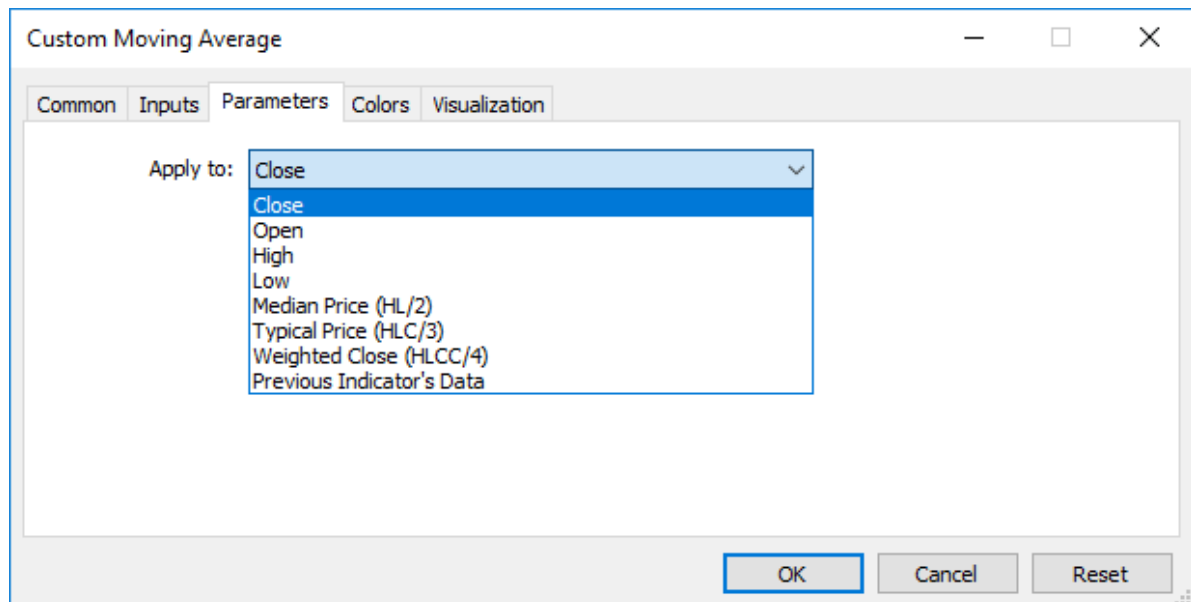 Custom Moving Average
Common Inputs Parameters Colors Visualization
Apply to: Close
Close
Open
High
Low
Median Price (HL/2)
Typical Price (HLC/3)
Weighted Close (HLCC/4)
Previous Indicator's Data
OK Cancel Reset